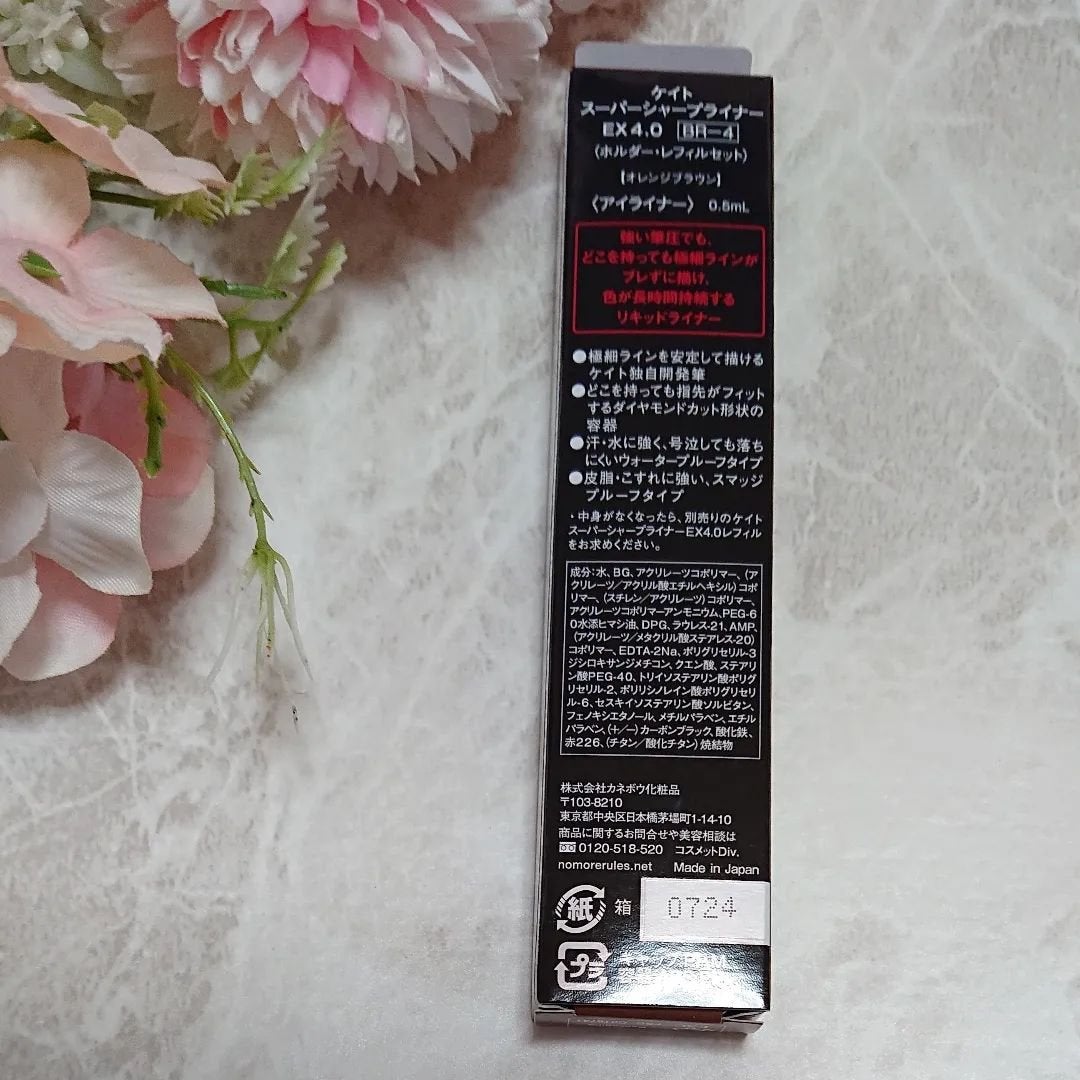 ケイト
スーパーシャープライナー
EX4.0 BR-4
(ホルダー・レフィルセット)
[オレンジブラウン]
〈アイライナー〉 0.5mL
強い筆圧でも、
どこを持っても極細ラインが
ブレずに描け、
色が長時間持続する
リキッドライナー
●極細ラインを安定して描ける
ケイト独自開発筆
●どこを持っても指先がフィット
するダイヤモンドカット形状の
容器
●汗・水に強く、号泣しても落ち
にくいウォータープルーフタイプ
●皮脂・こすれに強い、スマッジ
プルーフタイプ
・中身がなくなったら、別売りのケイト
スーパーシャープライナーEX4.0レフィル
をお求めください。
成分:水、BG、アクリレーツコポリマー、(ア
クリレーツ/アクリル酸エチルヘキシル)コポ
リマー、(スチレン/アクリレーツ)コポリマー、
アクリレーツコポリマーアンモニウム、PEG-6
0水添ヒマシ油、DPG、ラウレス-21、AMP、
(アクリレーツ/メタクリル酸ステアレス-20)
コポリマー、EDTA-2Na、ポリグリセリル-3
ジシロキサンジメチコン、クエン酸、ステアリ
ン酸PEG-40、トリイソステアリン酸ポリグ
リセリル-2、ポリリシノレイン酸ポリグリセリ
ル-6、セスキイソステアリン酸ソルビタン、
フェノキシエタノール、メチルパラベン、エチル
パラベン、(+/-)カーボンブラック、酸化鉄、
赤226、(チタン/酸化チタン)焼結物
株式会社カネボウ化粧品
〒103-8210
東京都中央区日本橋茅場町1-14-10
商品に関するお問合せや美容相談は
0120-518-520 コスメットDiv.
nomorerules.net Made in Japan
紙 箱 0724
プラ